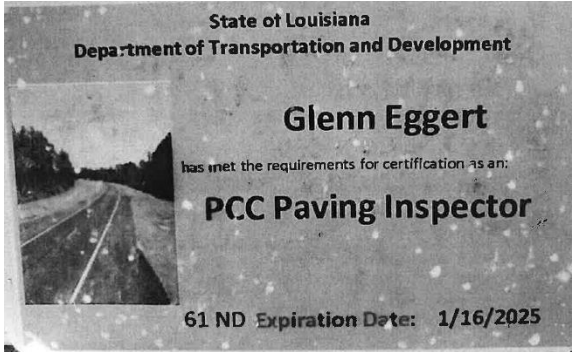 State of Louisiana
Department of Transportation and Development
Glenn Eggert
has met the requirements for certification as an:
PCC Paving Inspector
61 ND Expiration Date: 1/16/2025